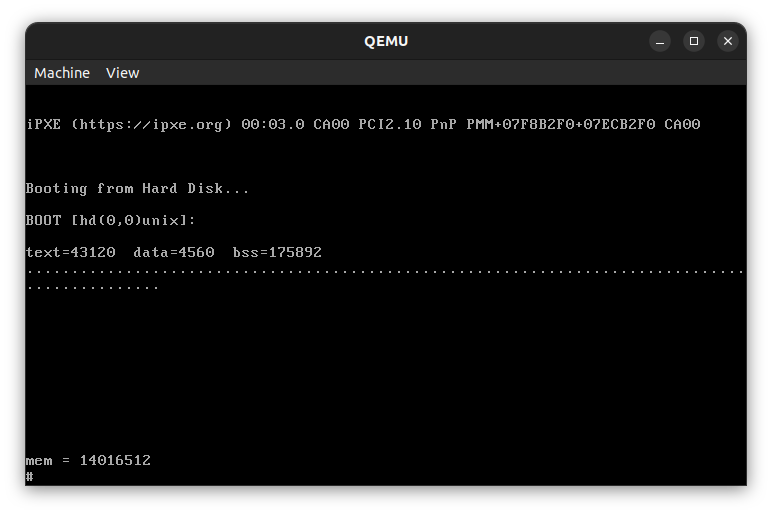 QEMU
Machine View
iPXE (https://ipxe.org) 00:03.0 CA00 PCI2.10 PnP PMM+07F8B2F0+07ECB2F0 CA00
Booting from Hard Disk...
BOOT [hd(0,0)unix]:
text=43120  data=4560  bss=175892
................................................................................
...............
mem = 14016512
#